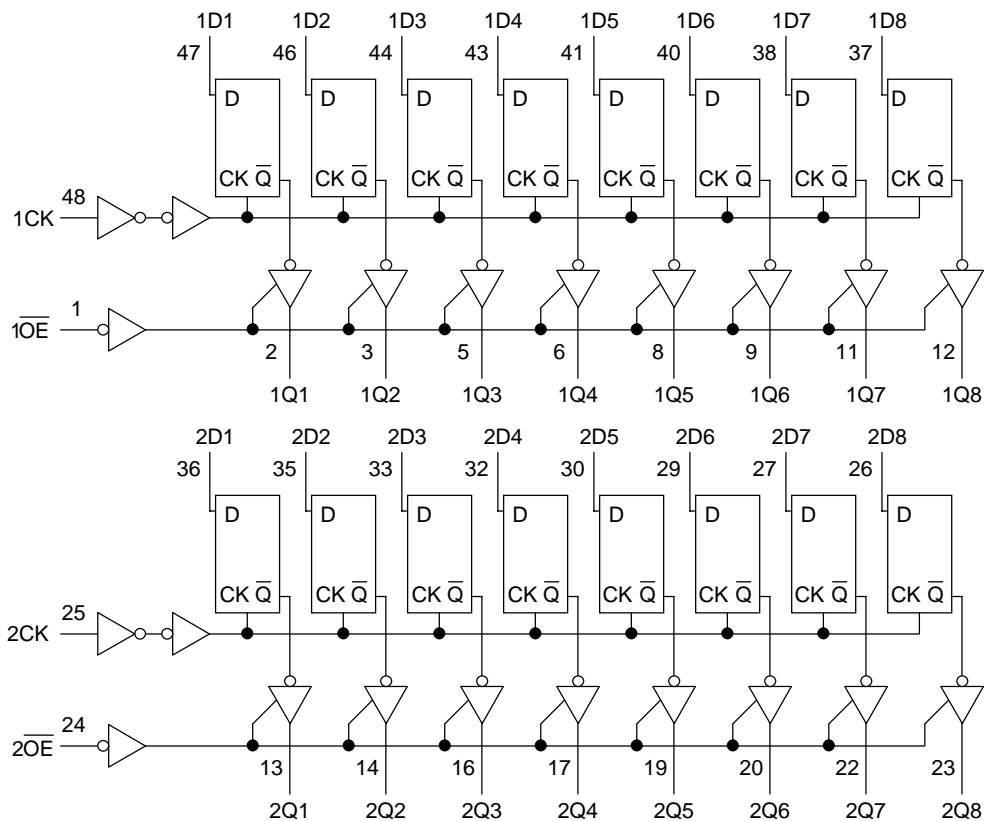 1D1 1D2 1D3 1D4 1D5 1D6 1D7 1D8
47 46 44 43 41 40 38 37
D D D D D D D D
CK Q̅ CK Q̅ CK Q̅ CK Q̅ CK Q̅ CK Q̅ CK Q̅ CK Q̅
48
1CK
1
1O̅E̅
2 3 5 6 8 9 11 12
1Q1 1Q2 1Q3 1Q4 1Q5 1Q6 1Q7 1Q8
2D1 2D2 2D3 2D4 2D5 2D6 2D7 2D8
36 35 33 32 30 29 27 26
D D D D D D D D
CK Q̅ CK Q̅ CK Q̅ CK Q̅ CK Q̅ CK Q̅ CK Q̅ CK Q̅
25
2CK
24
2O̅E̅
13 14 16 17 19 20 22 23
2Q1 2Q2 2Q3 2Q4 2Q5 2Q6 2Q7 2Q8